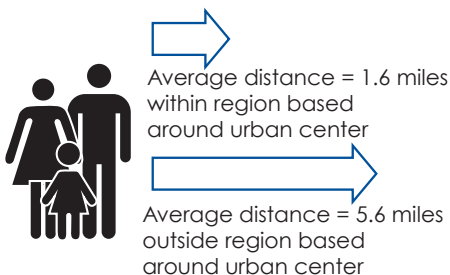 Average distance = 1.6 miles
within region based
around urban center
Average distance = 5.6 miles
outside region based
around urban center